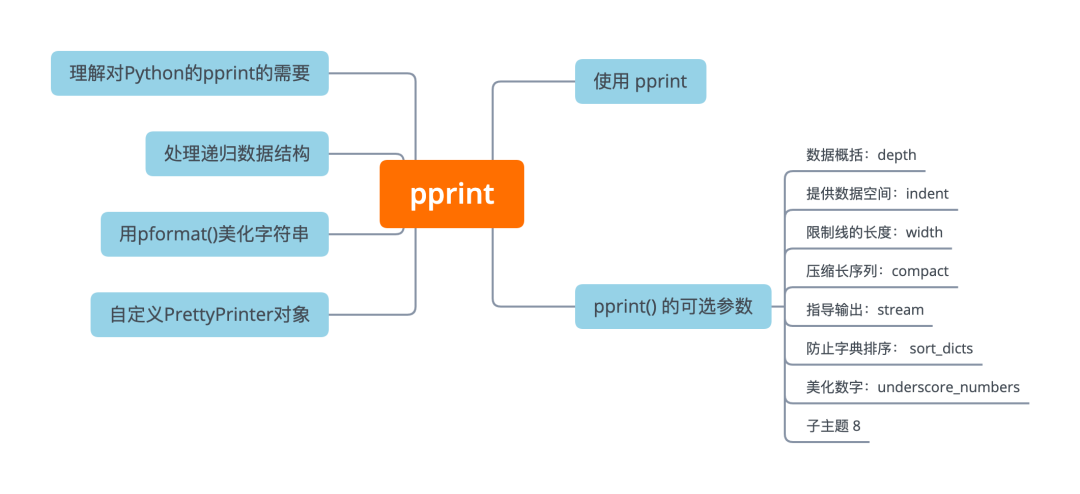 pprint
理解对Python的pprint的需要
处理递归数据结构
用pformat()美化字符串
自定义PrettyPrinter对象
使用 pprint
pprint() 的可选参数
数据概括：depth
提供数据空间：indent
限制线的长度：width
压缩长序列：compact
指导输出：stream
防止字典排序： sort_dicts
美化数字：underscore_numbers
子主题 8